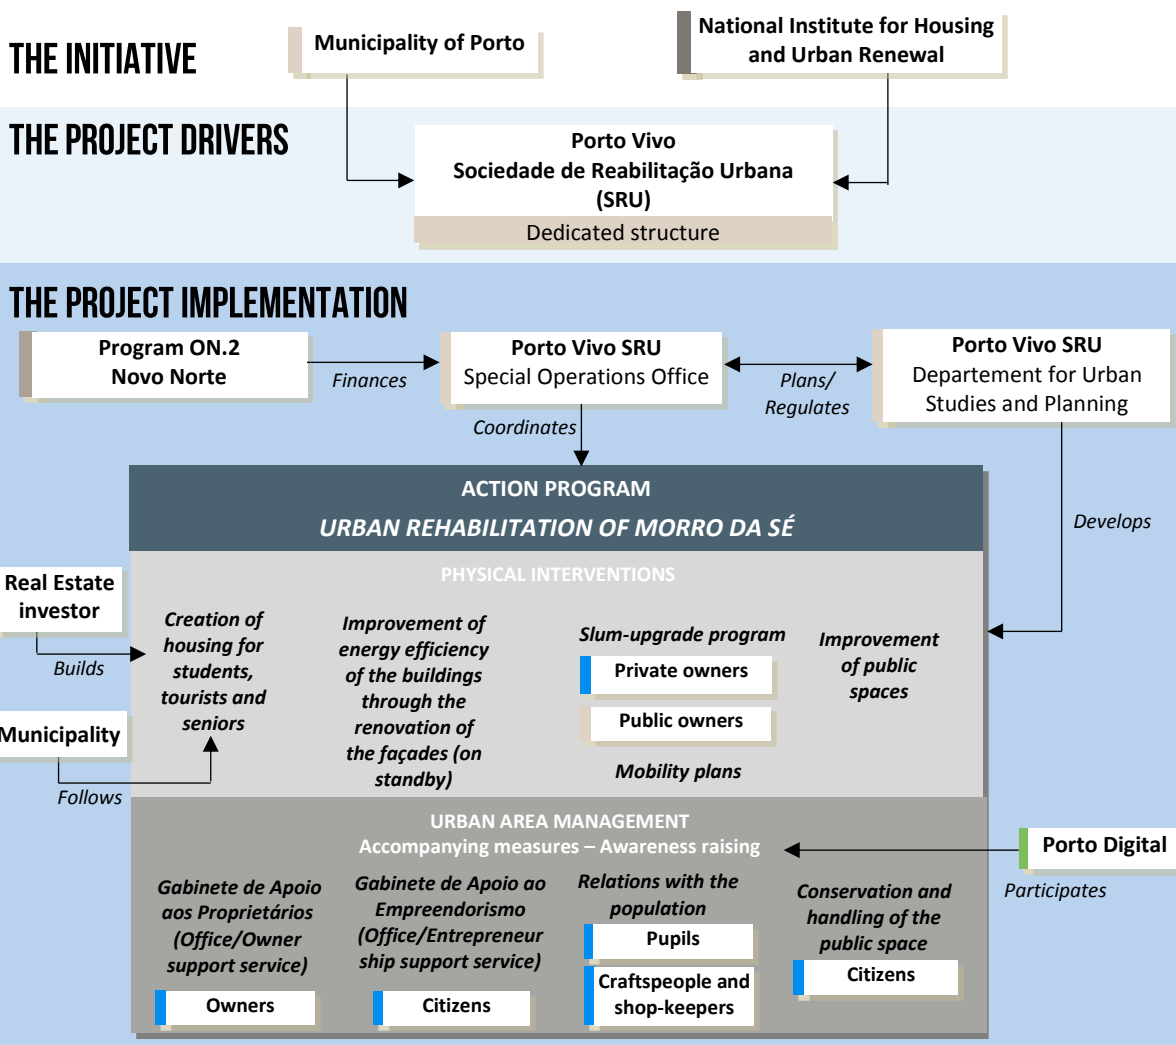 THE INITIATIVE
Municipality of Porto
National Institute for Housing
and Urban Renewal
THE PROJECT DRIVERS
Porto Vivo
Sociedade de Reabilitação Urbana
(SRU)
Dedicated structure
THE PROJECT IMPLEMENTATION
Program ON.2
Novo Norte
Finances
Porto Vivo SRU
Special Operations Office
Plans/
Regulates
Porto Vivo SRU
Departement for Urban
Studies and Planning
Coordinates
Develops
ACTION PROGRAM
URBAN REHABILITATION OF MORRO DA SÉ
PHYSICAL INTERVENTIONS
Real Estate
investor
Builds
Municipality
Follows
Creation of
housing for
students,
tourists and
seniors
Improvement of
energy efficiency
of the buildings
through the
renovation of
the façades (on
standby)
Slum-upgrade program
Private owners
Public owners
Mobility plans
Improvement
of public
spaces
URBAN AREA MANAGEMENT
Accompanying measures – Awareness raising
Porto Digital
Participates
Gabinete de Apoio
aos Proprietários
(Office/Owner
support service)
Owners
Gabinete de Apoio ao
Empreendorismo
(Office/Entrepreneur
ship support service)
Citizens
Relations with the
population
Pupils
Craftspeople and
shop-keepers
Conservation and
handling of the
public space
Citizens